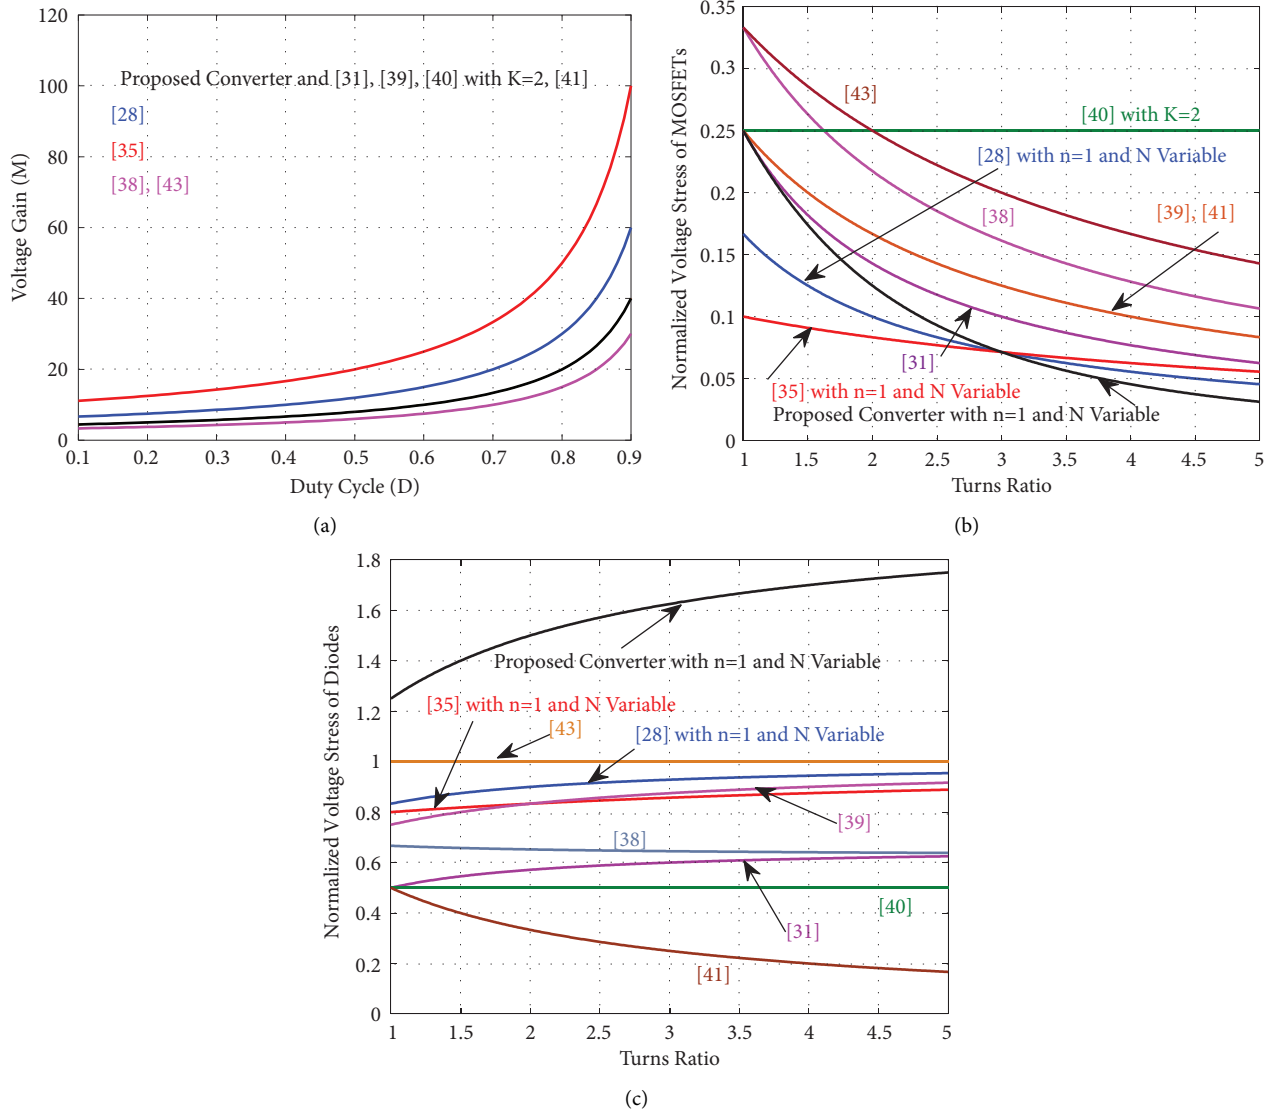 120
100
80
60
40
20
0
Voltage Gain (M)
Proposed Converter and [31], [39], [40] with K=2, [41]
[28]
[35]
[38], [43]
0.1 0.2 0.3 0.4 0.5 0.6 0.7 0.8 0.9
Duty Cycle (D)
(a)
0.35
0.3
0.25
0.2
0.15
0.1
0.05
0
Normalized Voltage Stress of MOSFETs
[43]
[40] with K=2
[28] with n=1 and N Variable
[38]
[39], [41]
[31]
[35] with n=1 and N Variable
Proposed Converter with n=1 and N Variable
1 1.5 2 2.5 3 3.5 4 4.5 5
Turns Ratio
(b)
1.8
1.6
1.4
1.2
1
0.8
0.6
0.4
0.2
0
Normalized Voltage Stress of Diodes
Proposed Converter with n=1 and N Variable
[35] with n=1 and N Variable
[43]
[28] with n=1 and N Variable
[39]
[38]
[40]
[31]
[41]
1 1.5 2 2.5 3 3.5 4 4.5 5
Turns Ratio
(c)